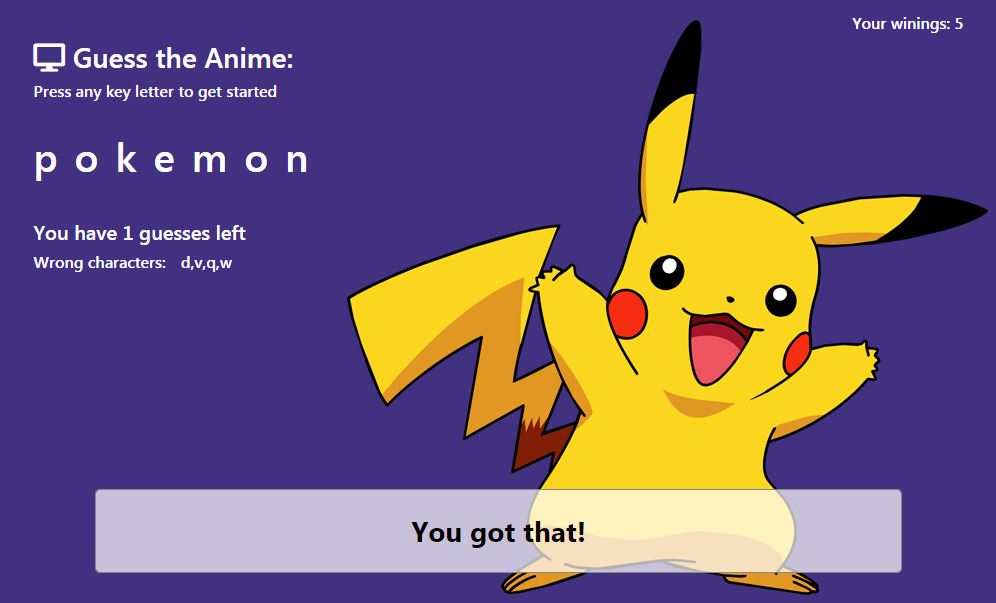 Your winings: 5
Guess the Anime:
Press any key letter to get started
p o k e m o n
You have 1 guesses left
Wrong characters: d,v,q,w
You got that!